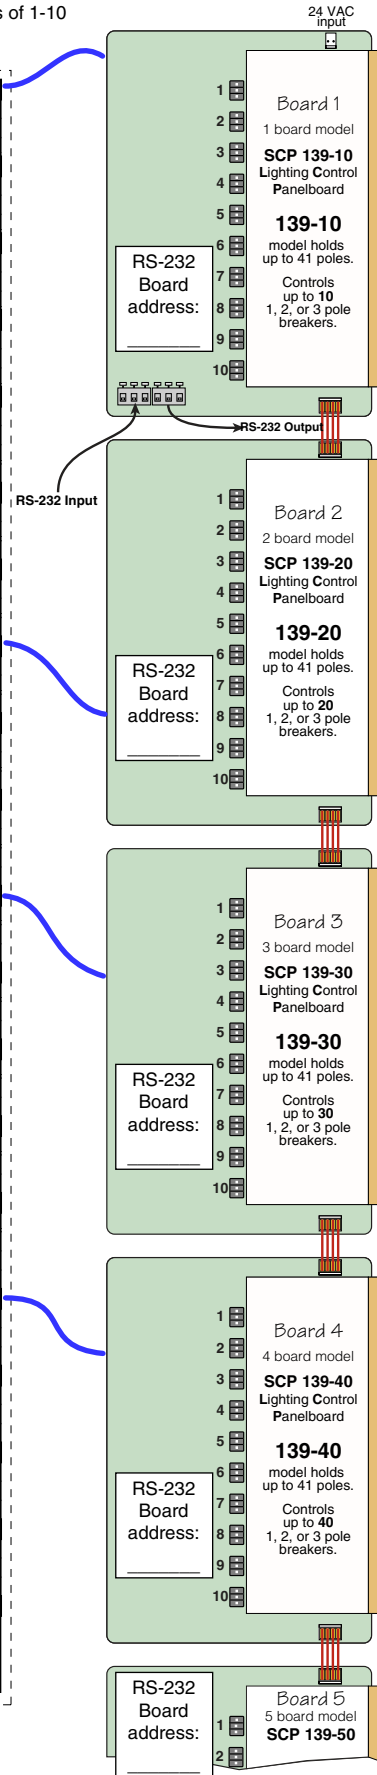 s of 1-10
24 VAC
input
Board 1
1 board model
SCP 139-10
Lighting Control
Panelboard
139-10
model holds
up to 41 poles.
Controls
up to 10
1, 2, or 3 pole
breakers.
1
2
3
4
5
6
7
8
9
10
RS-232
Board
address:
_______
RS-232 Output
RS-232 Input
Board 2
2 board model
SCP 139-20
Lighting Control
Panelboard
139-20
model holds
up to 41 poles.
Controls
up to 20
1, 2, or 3 pole
breakers.
1
2
3
4
5
6
7
8
9
10
RS-232
Board
address:
_______
Board 3
3 board model
SCP 139-30
Lighting Control
Panelboard
139-30
model holds
up to 41 poles.
Controls
up to 30
1, 2, or 3 pole
breakers.
1
2
3
4
5
6
7
8
9
10
RS-232
Board
address:
_______
Board 4
4 board model
SCP 139-40
Lighting Control
Panelboard
139-40
model holds
up to 41 poles.
Controls
up to 40
1, 2, or 3 pole
breakers.
1
2
3
4
5
6
7
8
9
10
RS-232
Board
address:
_______
Board 5
5 board model
SCP 139-50
1
2
RS-232
Board
address:
_______